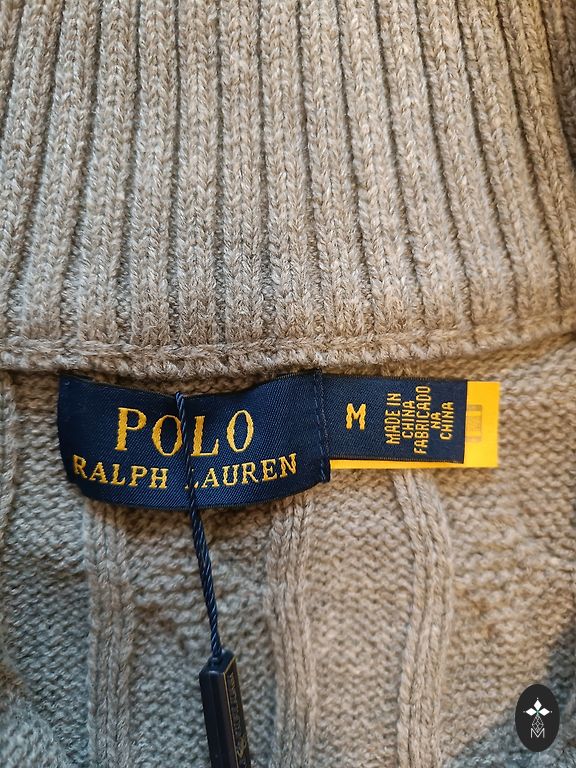 POLO
RALPH LAUREN
M
MADE IN
CHINA
FABRICADO
NA
CHINA